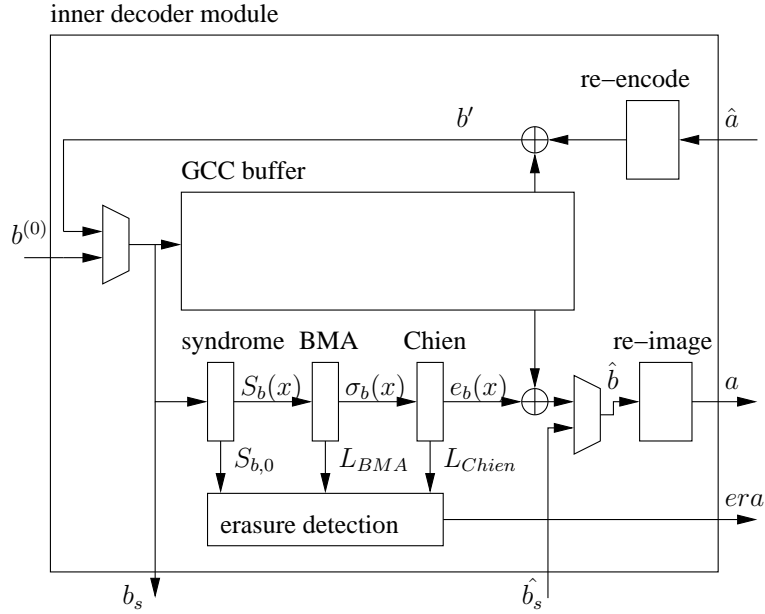 inner decoder module
re−encode
b′
â
GCC buffer
b⁽⁰⁾
syndrome
BMA
Chien
re−image
S_b(x)
σ_b(x)
e_b(x)
b̂
a
S_{b,0}
L_{BMA}
L_{Chien}
era
erasure detection
b_s
b̂_s